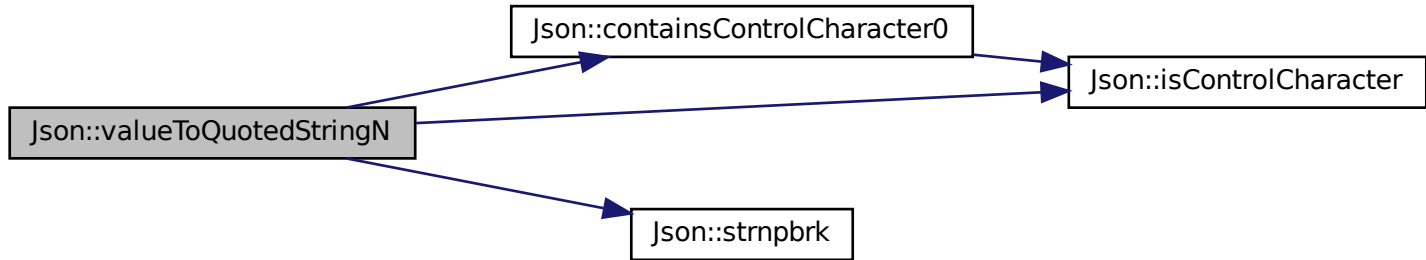 Json::containsControlCharacter0
Json::isControlCharacter
Json::valueToQuotedStringN
Json::strnpbrk